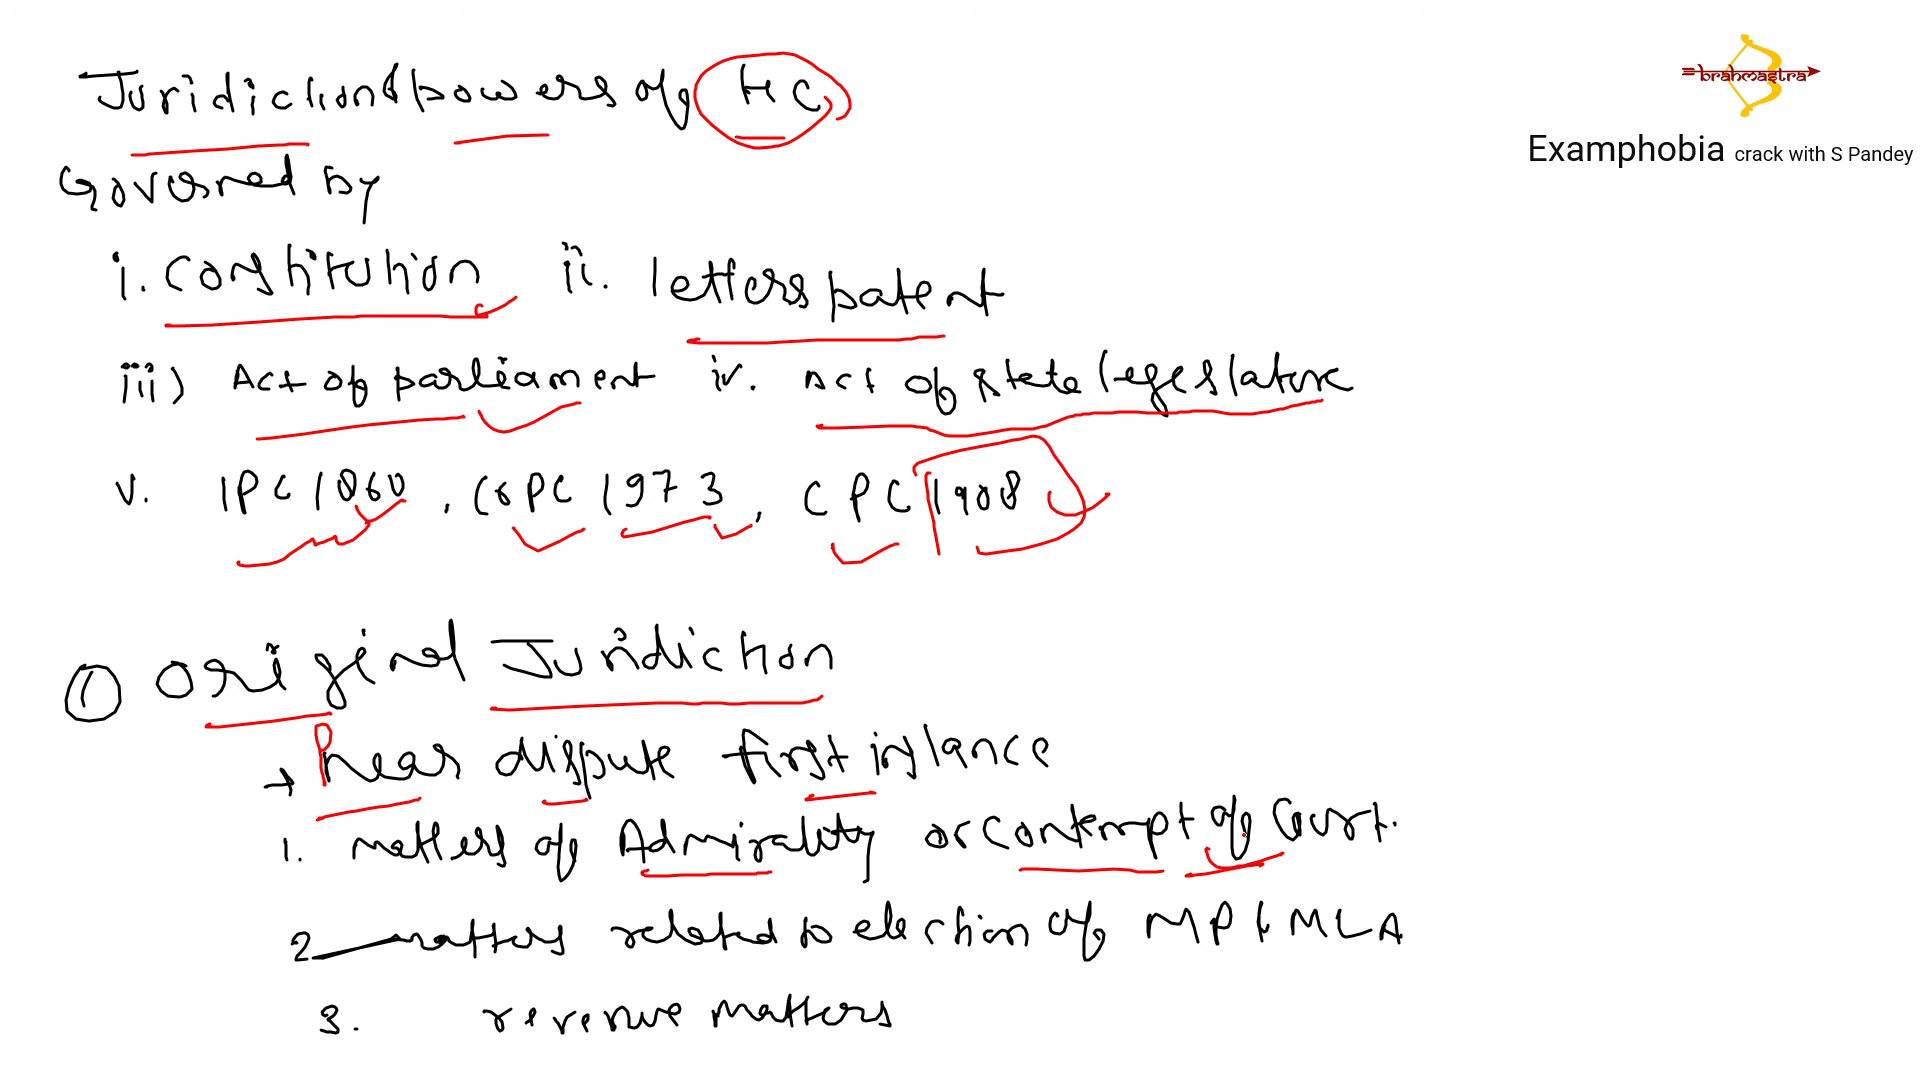 Juridiction & powers of HC
brahmastra
Examphobia crack with S Pandey
Governed by
i. Constitution ii. letters patent
iii) Act of parliament iv. Act of state legeslature
v. IPC 1860, CrPC 1973, CPC 1908
① Original Juridiction
→ hear dispute first instance
1. matters of Admirality or contempt of Court.
2 matters related to election of MP & MLA
3. revenue matters